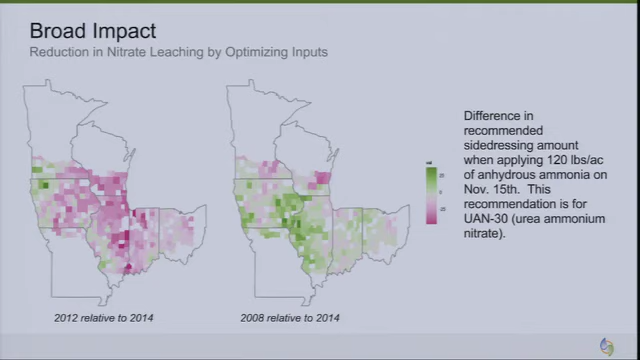 Broad Impact
Reduction in Nitrate Leaching by Optimizing Inputs
Difference in
recommended
sidedressing amount
when applying 120 lbs/ac
of anhydrous ammonia on
Nov. 15th. This
recommendation is for
UAN-30 (urea ammonium
nitrate).
2012 relative to 2014
2008 relative to 2014